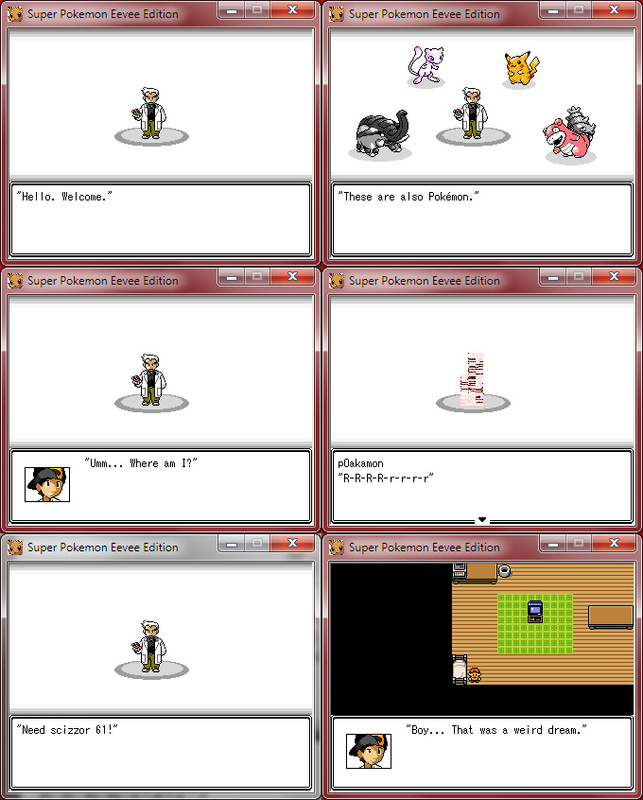 Super Pokemon Eevee Edition
"Hello. Welcome."
Super Pokemon Eevee Edition
"These are also Pokémon."
Super Pokemon Eevee Edition
"Umm... Where am I?"
Super Pokemon Eevee Edition
pOakamon
"R-R-R-R-r-r-r-r"
Super Pokemon Eevee Edition
"Need scizzor 61!"
Super Pokemon Eevee Edition
"Boy... That was a weird dream."